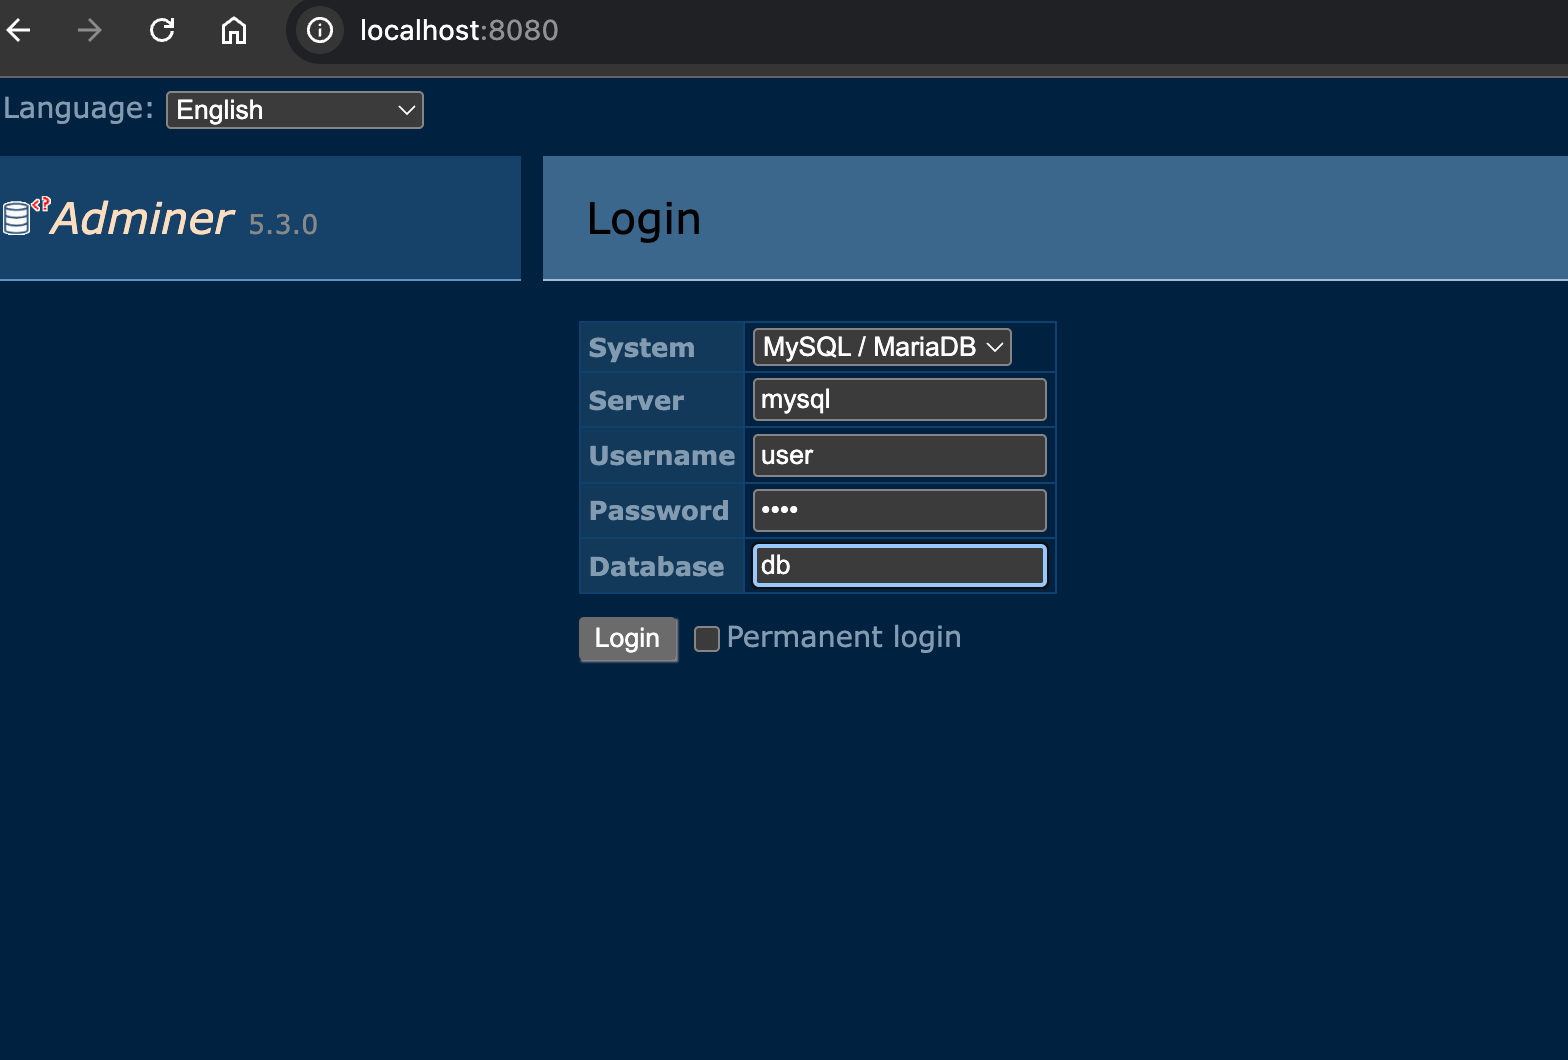 localhost:8080
Language: English
Adminer 5.3.0
Login
System MySQL / MariaDB
Server mysql
Username user
Password ••••
Database db
Login Permanent login